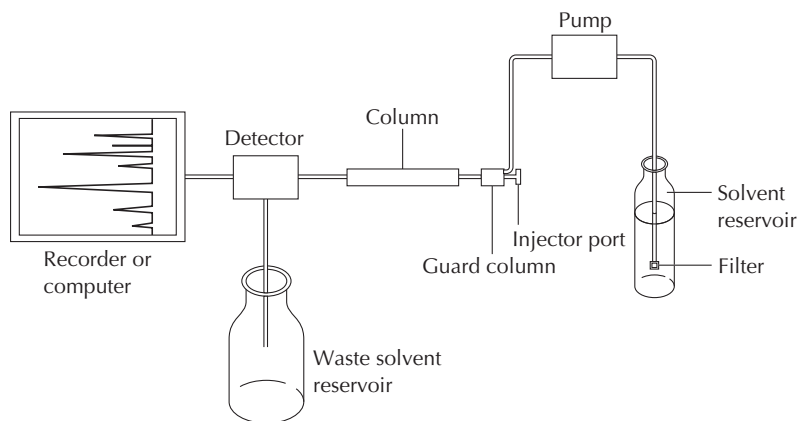 Pump
Column
Detector
Solvent
reservoir
Injector port
Guard column
Filter
Recorder or
computer
Waste solvent
reservoir